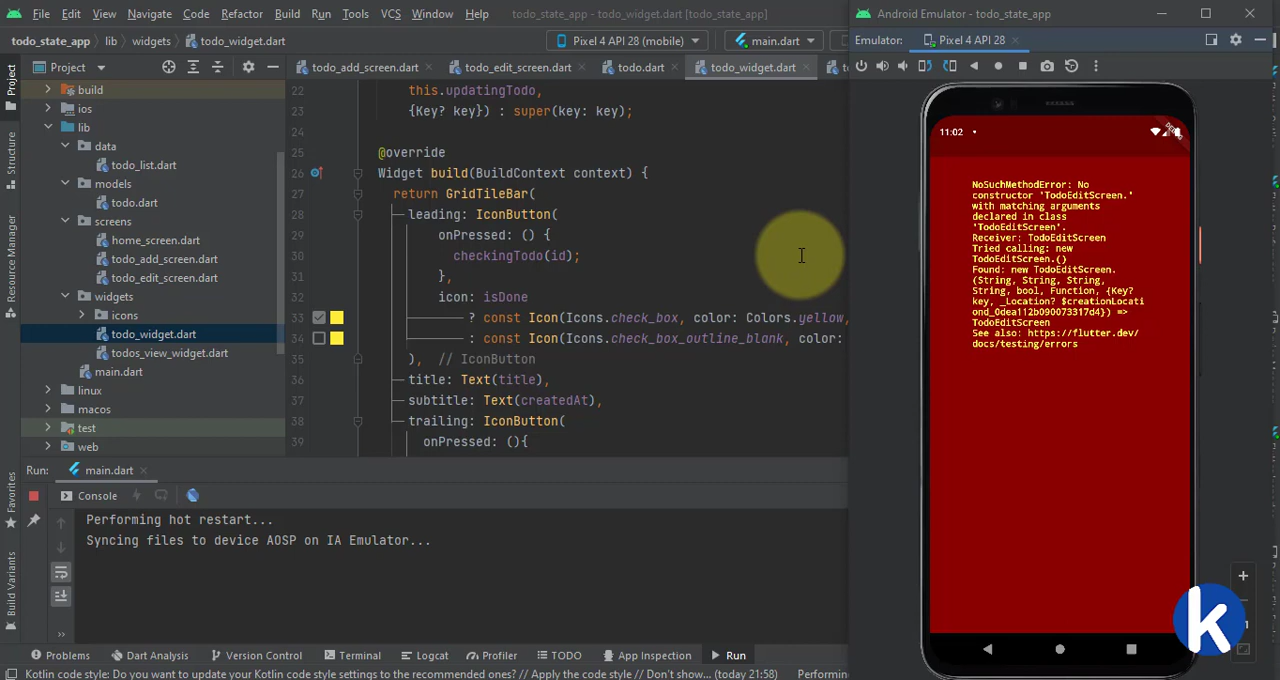 File Edit View Navigate Code Refactor Build Run Tools VCS Window Help todo_state_app - todo_widget.dart [todo_state_app]
Android Emulator - todo_state_app
todo_state_app lib widgets todo_widget.dart
Pixel 4 API 28 (mobile)
main.dart
Emulator: Pixel 4 API 28
Project
Project
Structure
Resource Manager
Favorites
Build Variants
build
ios
lib
data
todo_list.dart
models
todo.dart
screens
home_screen.dart
todo_add_screen.dart
todo_edit_screen.dart
widgets
icons
todo_widget.dart
todos_view_widget.dart
main.dart
linux
macos
test
web
todo_add_screen.dart todo_edit_screen.dart todo.dart todo_widget.dart
22 this.updatingTodo,
23 {Key? key}) : super(key: key);
24
25 @override
26 Widget build(BuildContext context) {
27 return GridTileBar(
28 leading: IconButton(
29 onPressed: () {
30 checkingTodo(id);
31 },
32 icon: isDone
33 ? const Icon(Icons.check_box, color: Colors.yellow,
34 : const Icon(Icons.check_box_outline_blank, color:
35 ), // IconButton
36 title: Text(title),
37 subtitle: Text(createdAt),
38 trailing: IconButton(
39 onPressed: (){
11:02
NoSuchMethodError: No
constructor 'TodoEditScreen.'
with matching arguments
declared in class
'TodoEditScreen'.
Receiver: TodoEditScreen
Tried calling: new
TodoEditScreen.()
Found: new TodoEditScreen.
(String, String, String,
String, bool, Function, {Key?
key, _Location? $creationLocati
ond_0dea112b090073317d4}) =>
TodoEditScreen
See also: https://flutter.dev/
docs/testing/errors
Run: main.dart
Console
Performing hot restart...
Syncing files to device AOSP on IA Emulator...
k
Problems Dart Analysis Version Control Terminal Logcat Profiler TODO App Inspection Run
Kotlin code style: Do you want to update your Kotlin code style settings to the recommended ones? // Apply the code style // Don't show... (today 21:58)